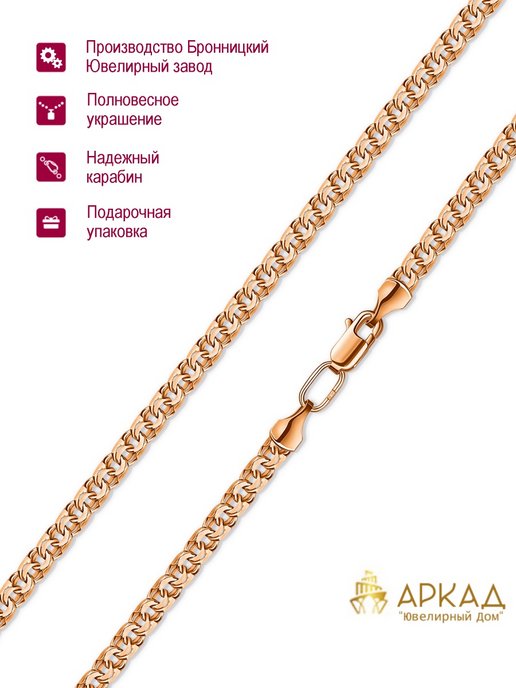 Производство Бронницкий
Ювелирный завод
Полновесное
украшение
Надежный
карабин
Подарочная
упаковка
АРКАД
"Ювелирный Дом"